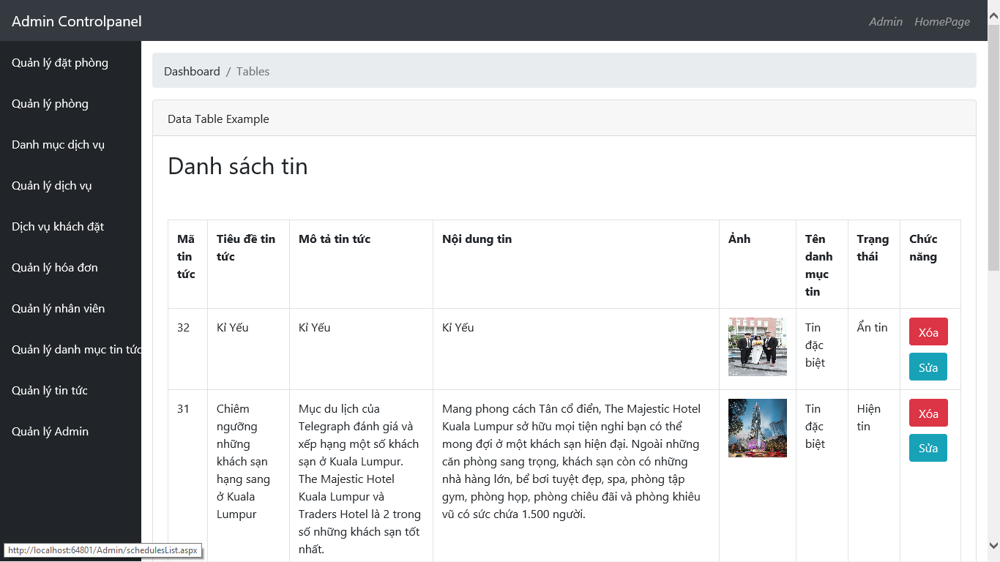 Admin Controlpanel
Admin HomePage
Quản lý đặt phòng
Quản lý phòng
Danh mục dịch vụ
Quản lý dịch vụ
Dịch vụ khách đặt
Quản lý hóa đơn
Quản lý nhân viên
Quản lý danh mục tin tức
Quản lý tin tức
Quản lý Admin
Dashboard / Tables
Data Table Example
Danh sách tin
Mã
tin
tức
Tiêu đề tin
tức
Mô tả tin tức
Nội dung tin
Ảnh
Tên
danh
mục
tin
Trạng
thái
Chức
năng
32
Kỉ Yếu
Kỉ Yếu
Kỉ Yếu
Tin
đặc
biệt
Ẩn tin
Xóa
Sửa
31
Chiêm
ngưỡng
những
khách sạn
hạng sang
ở Kuala
Lumpur
Mục du lịch của
Telegraph đánh giá và
xếp hạng một số khách
sạn ở Kuala Lumpur.
The Majestic Hotel
Kuala Lumpur và
Traders Hotel là 2 trong
số những khách sạn tốt
nhất.
Mang phong cách Tân cổ điển, The Majestic Hotel
Kuala Lumpur sở hữu mọi tiện nghi bạn có thể
mong đợi ở một khách sạn hiện đại. Ngoài những
căn phòng sang trọng, khách sạn còn có những
nhà hàng lớn, bể bơi tuyệt đẹp, spa, phòng tập
gym, phòng họp, phòng chiêu đãi và phòng khiêu
vũ có sức chứa 1.500 người.
Tin
đặc
biệt
Hiện
tin
Xóa
Sửa
http://localhost:64801/Admin/schedulesList.aspx